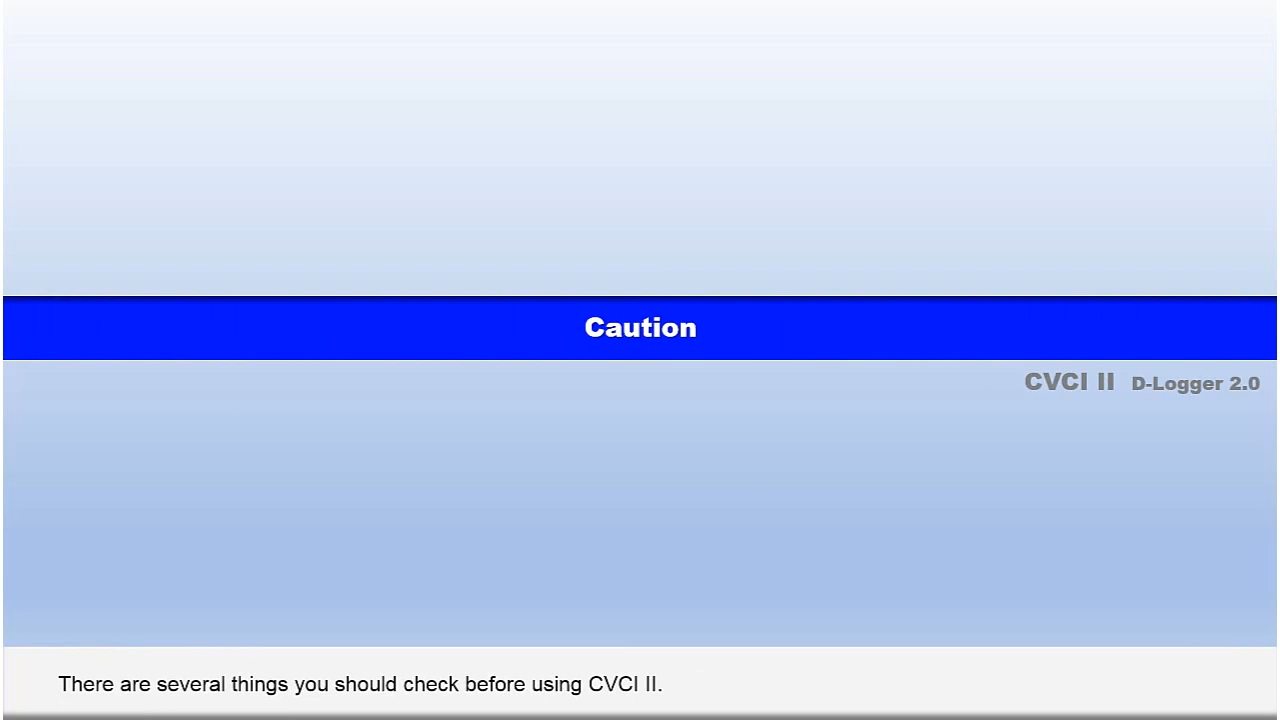 Caution
CVCI II D-Logger 2.0
There are several things you should check before using CVCI II.